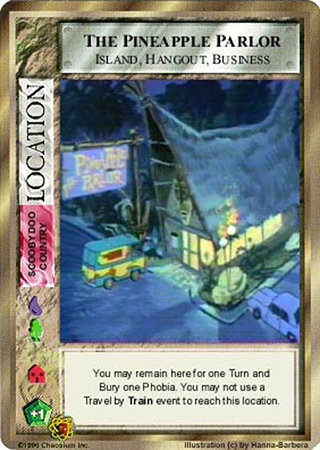 THE PINEAPPLE PARLOR
ISLAND, HANGOUT, BUSINESS
LOCATION
SCOOBYDOO
COUNTRY
PINEAPPLE
PARLOR
You may remain here for one Turn and
Bury one Phobia. You may not use a
Travel by Train event to reach this location.
+1
©1996 Chaosium Inc.
Illustration (c) by Hanna-Barbera